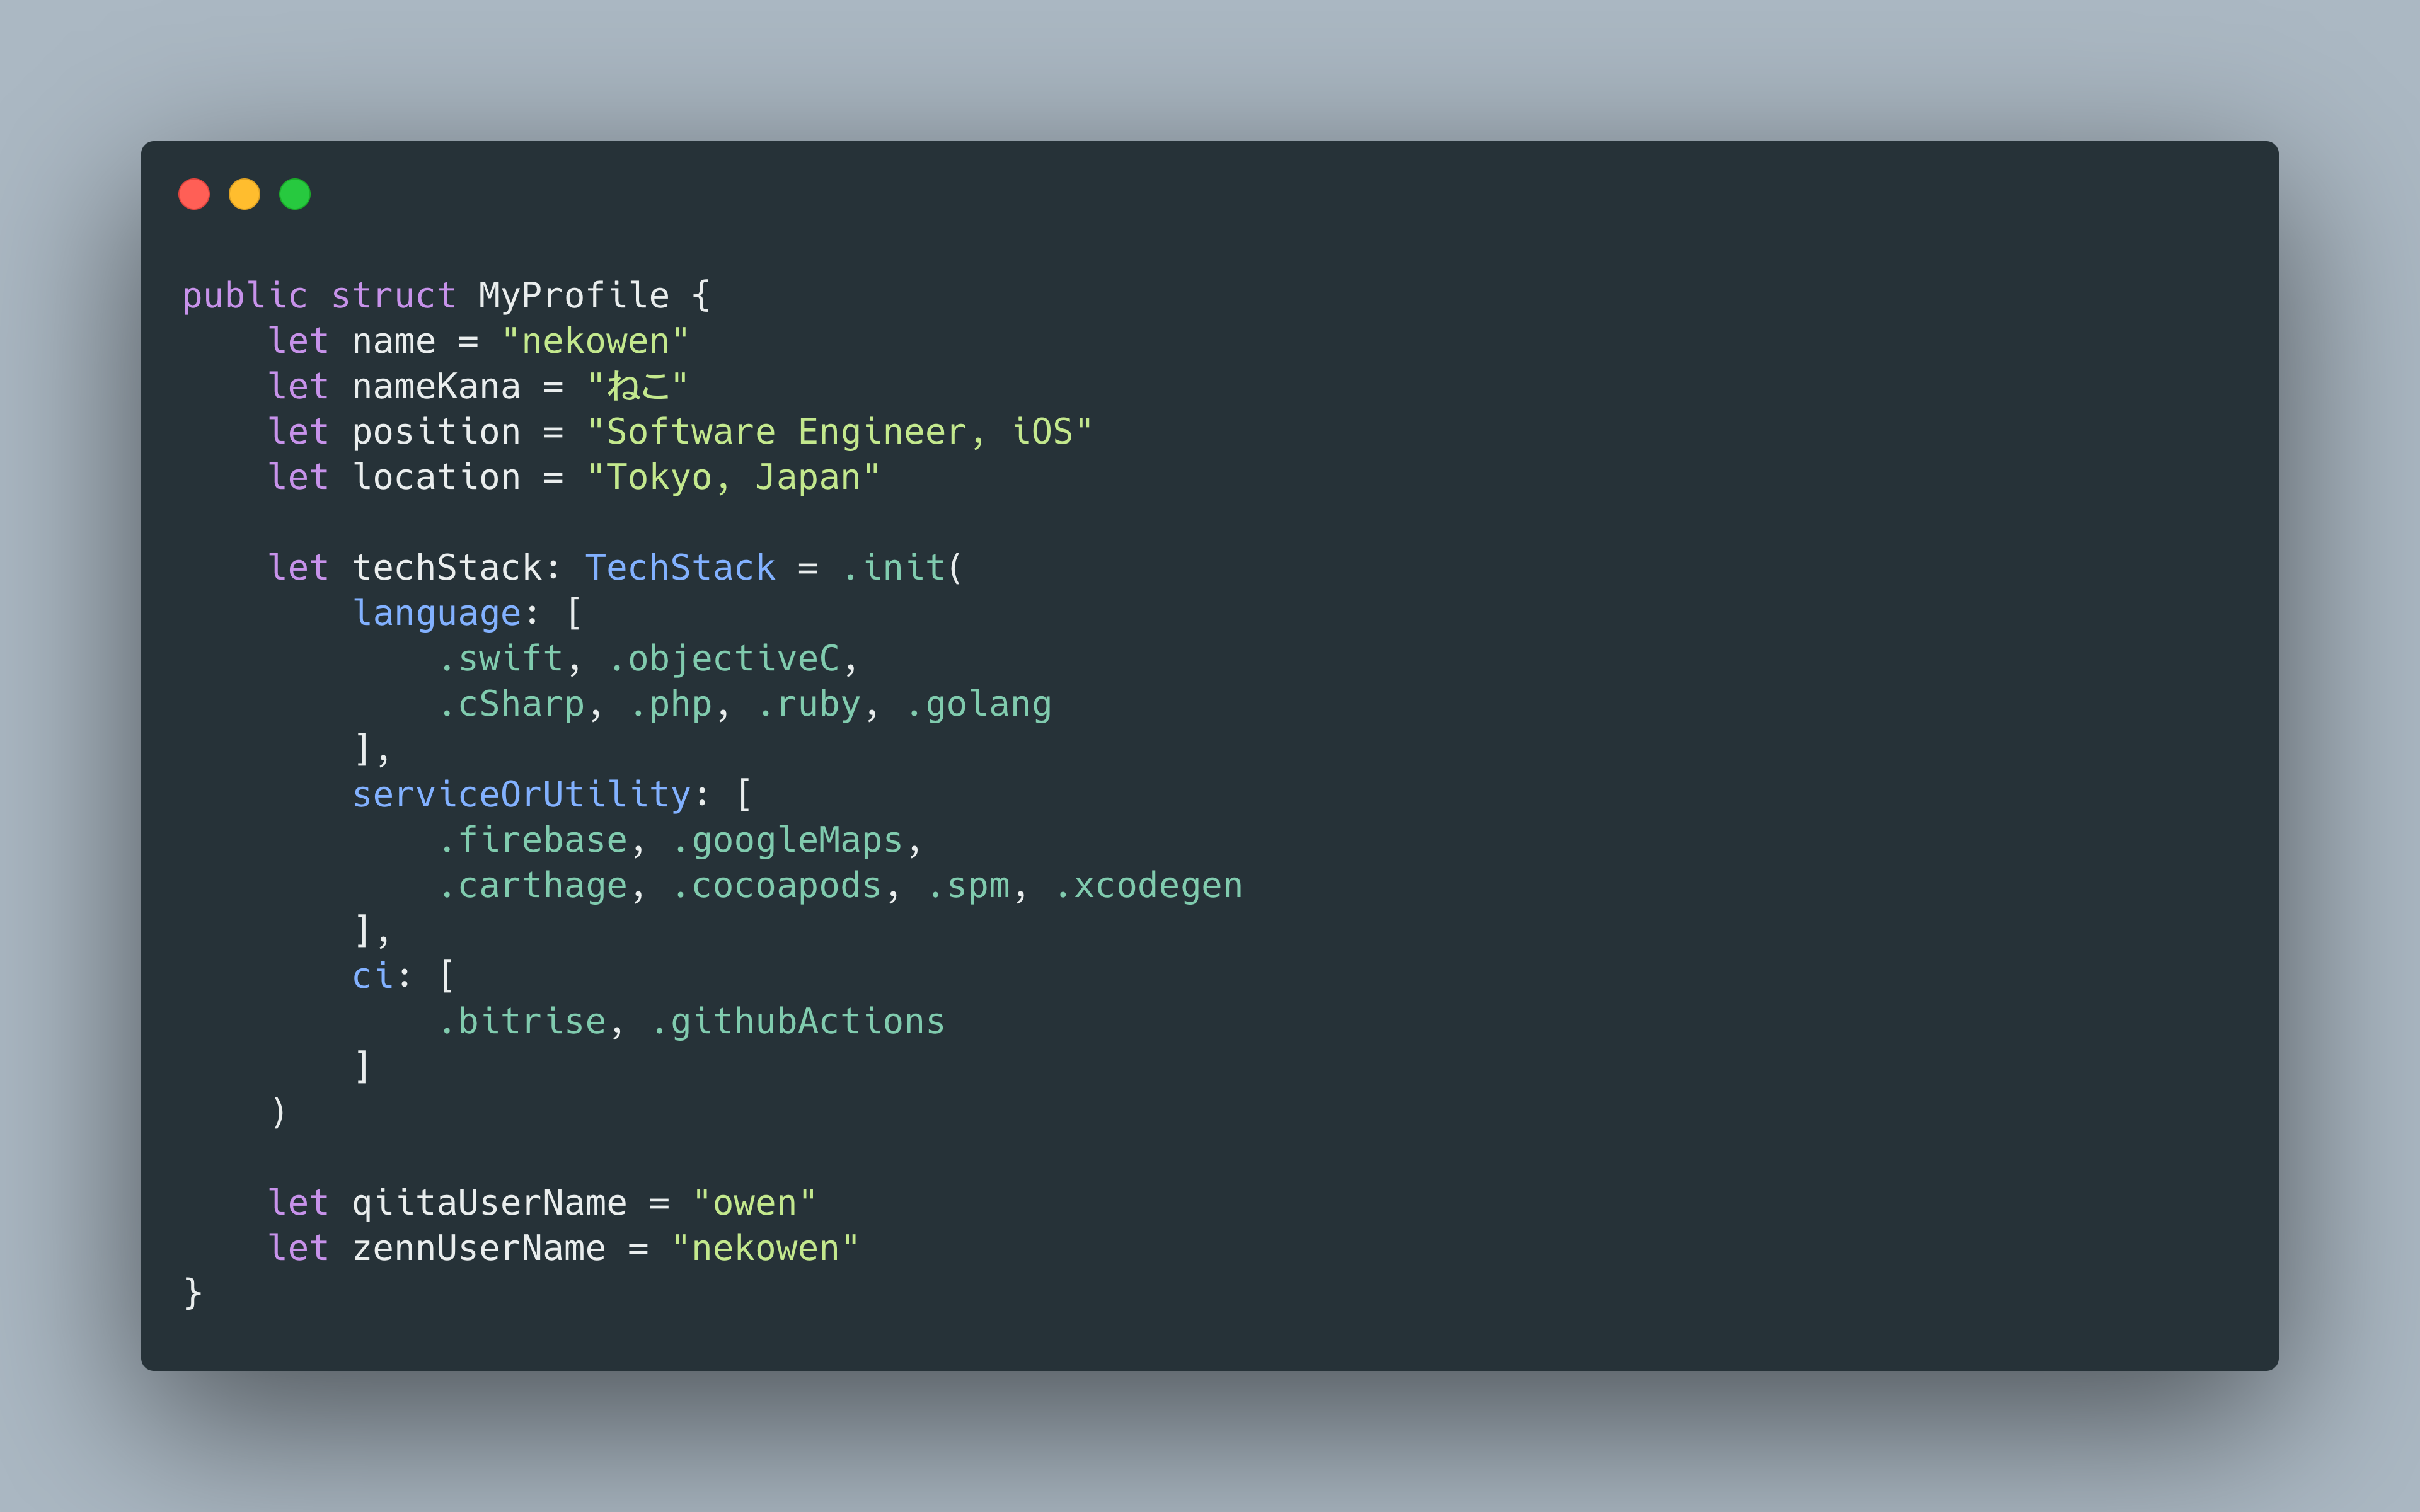 public struct MyProfile {
    let name = "nekowen"
    let nameKana = "ねこ"
    let position = "Software Engineer, iOS"
    let location = "Tokyo, Japan"

    let techStack: TechStack = .init(
        language: [
            .swift, .objectiveC,
            .cSharp, .php, .ruby, .golang
        ],
        serviceOrUtility: [
            .firebase, .googleMaps,
            .carthage, .cocoapods, .spm, .xcodegen
        ],
        ci: [
            .bitrise, .githubActions
        ]
    )

    let qiitaUserName = "owen"
    let zennUserName = "nekowen"
}